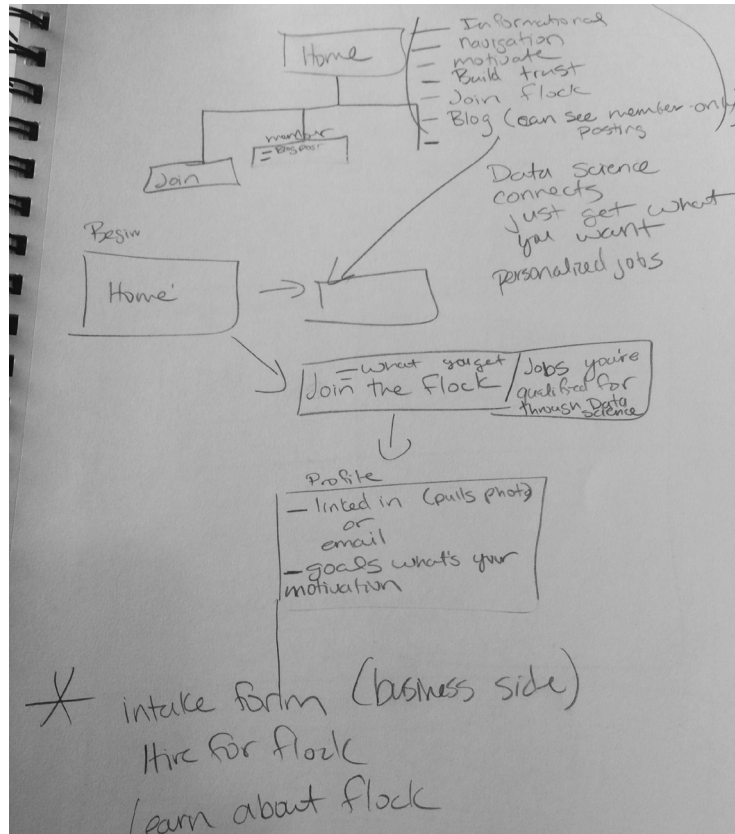 Home
Informational
navigation
motivate
Build trust
Join flock
Blog (can see member-only
posting
Join
member
Blog post
Data science
connects
just get what
you want
personalized jobs
Begin
Home
what you get
Join the flock
Jobs you're
qualified for
through Data
science
Profile
linked in (pulls photo)
or
email
goals what's your
motivation
intake form (business side)
Hire for flock
learn about flock